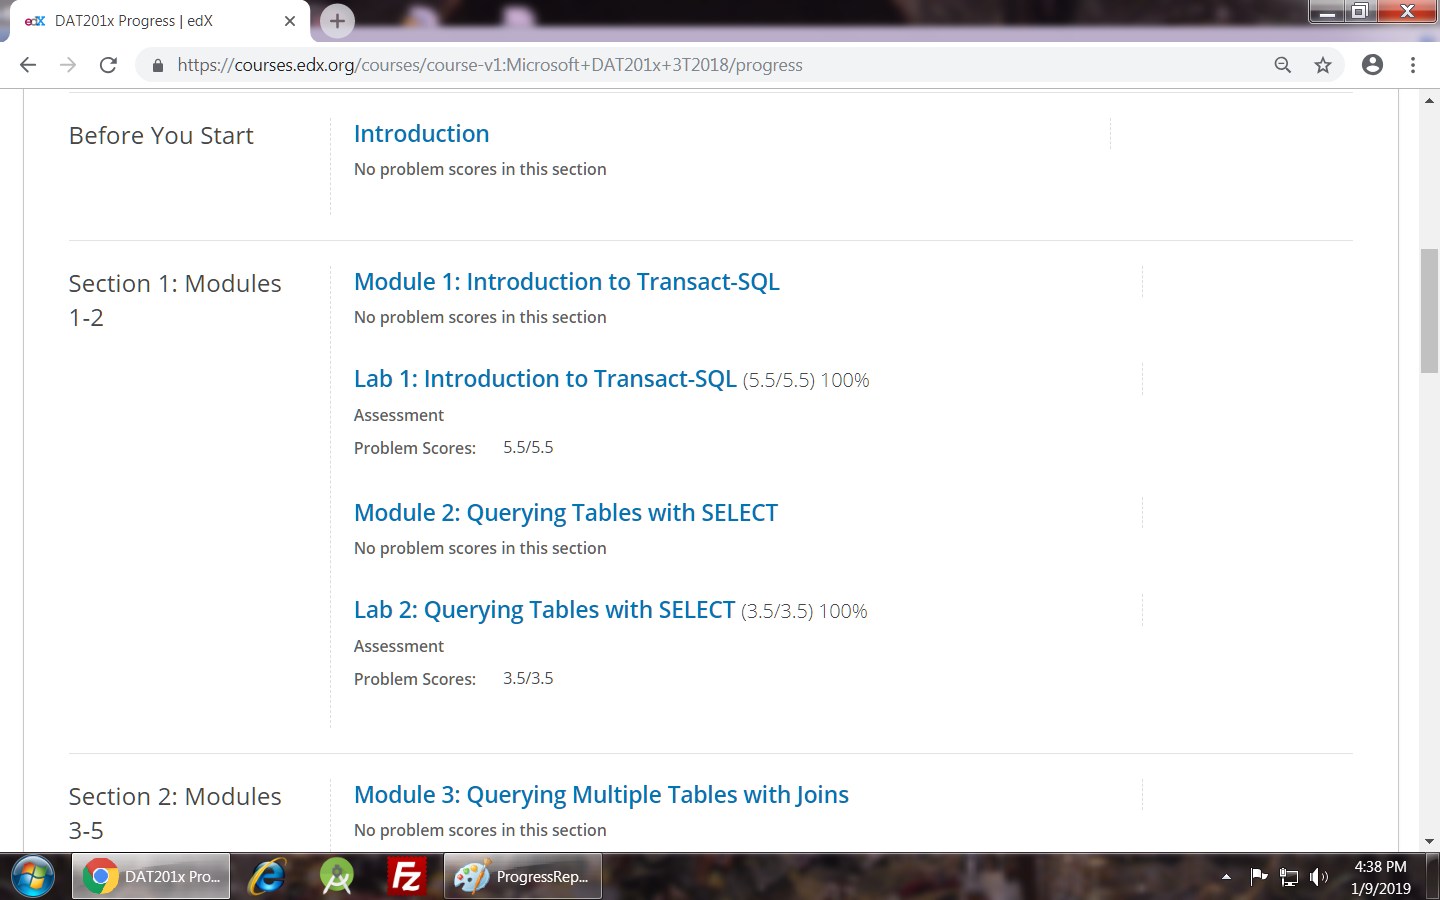 edX DAT201x Progress | edX
https://courses.edx.org/courses/course-v1:Microsoft+DAT201x+3T2018/progress
Before You Start
Introduction
No problem scores in this section
Section 1: Modules
1-2
Module 1: Introduction to Transact-SQL
No problem scores in this section
Lab 1: Introduction to Transact-SQL (5.5/5.5) 100%
Assessment
Problem Scores: 5.5/5.5
Module 2: Querying Tables with SELECT
No problem scores in this section
Lab 2: Querying Tables with SELECT (3.5/3.5) 100%
Assessment
Problem Scores: 3.5/3.5
Section 2: Modules
3-5
Module 3: Querying Multiple Tables with Joins
No problem scores in this section
DAT201x Pro...
Fz
ProgressRep...
4:38 PM
1/9/2019